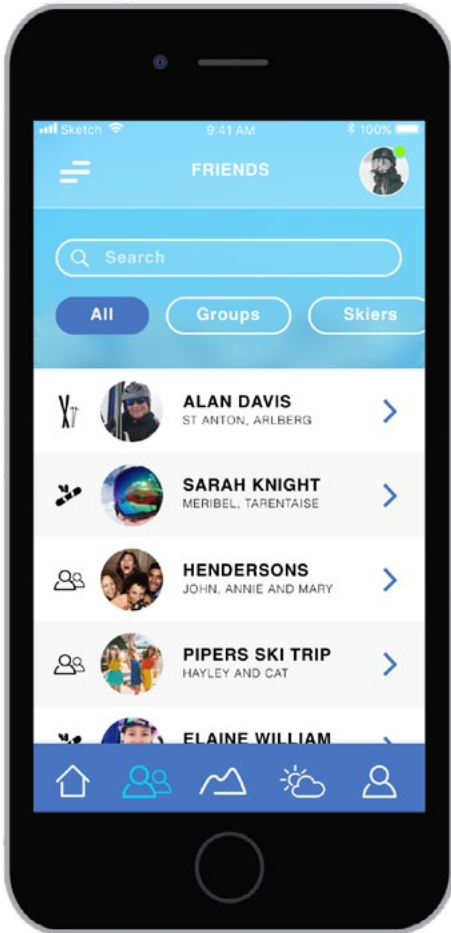 Sketch 9:41 AM 100%
FRIENDS
Search
All Groups Skiers
ALAN DAVIS
ST ANTON, ARLBERG
SARAH KNIGHT
MERIBEL, TARENTAISE
HENDERSONS
JOHN, ANNIE AND MARY
PIPERS SKI TRIP
HAYLEY AND CAT
ELAINE WILLIAM